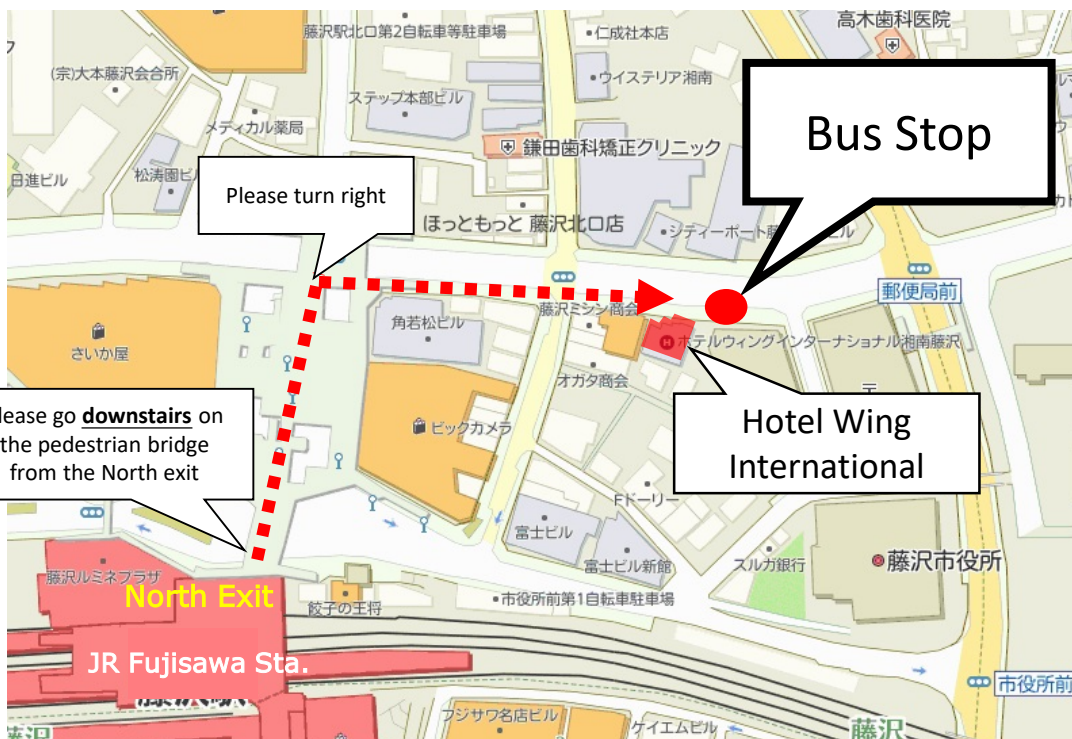 藤沢駅北口第2自転車等駐車場
仁成社本店
高木歯科医院
(宗)大本藤沢会合所
ウイステリア湘南
ステップ本部ビル
メディカル薬局
鎌田歯科矯正クリニック
Bus Stop
日進ビル
松涛園ビ
Please turn right
ほっともっと 藤沢北口店
シティーポート藤
ビル
郵便局前
藤沢ミシン商会
角若松ビル
さいか屋
H
ホテルウィングインターナショナル湘南藤沢
オガタ商会
〒
lease go downstairs on
the pedestrian bridge
from the North exit
ビックカメラ
Hotel Wing
International
Fドーリー
富士ビル
富士ビル新館
スルガ銀行
藤沢市役所
藤沢ルミネプラザ
North Exit
餃子の王将
市役所前第1自転車駐車場
JR Fujisawa Sta.
市役所前
フジサワ名店ビル
ケイエムビル
藤沢
藤沢